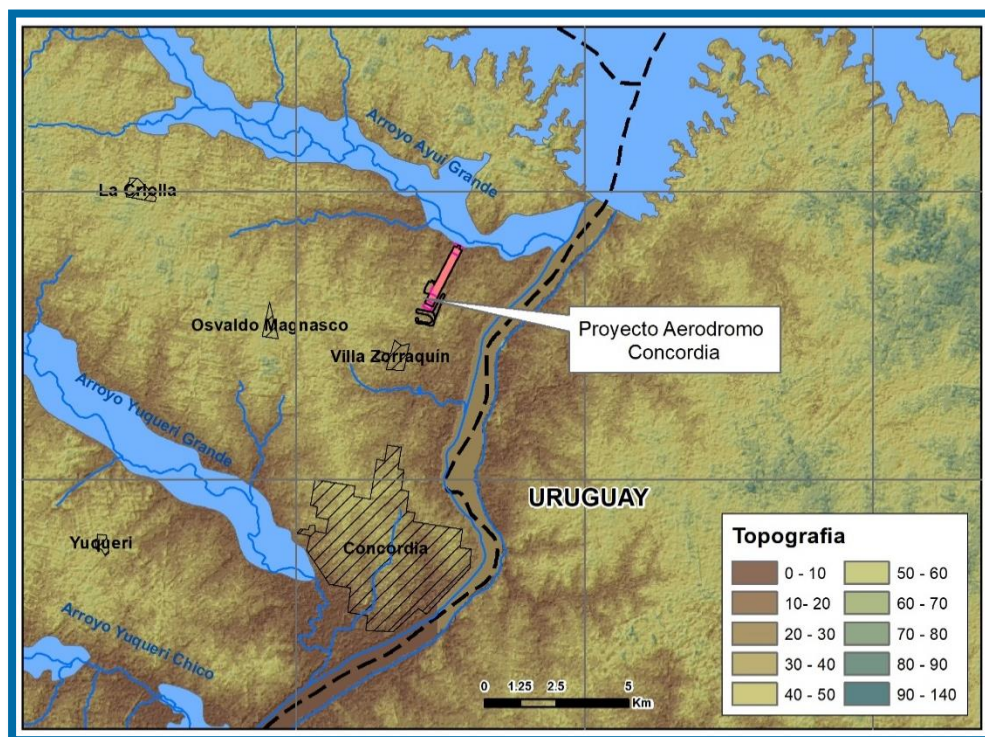 Arroyo Ayui Grande
La Criolla
Osvaldo Magnasco
Villa Zorraquin
Proyecto Aerodromo
Concordia
Arroyo Yuqueri Grande
URUGUAY
Yuqueri
Concordia
Arroyo Yuqueri Chico
0 1.25 2.5 5
Km
Topografia
0 - 10
10- 20
20 - 30
30 - 40
40 - 50
50 - 60
60 - 70
70 - 80
80 - 90
90 - 140